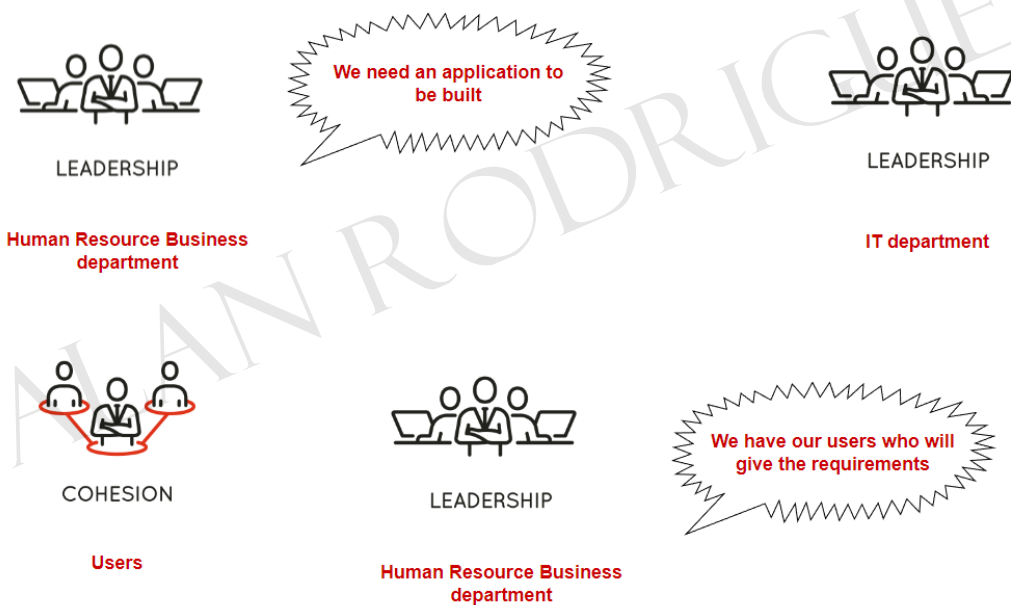 We need an application to
be built
LEADERSHIP
LEADERSHIP
Human Resource Business
department
IT department
ALAN RODRIGUE
COHESION
Users
LEADERSHIP
Human Resource Business
department
We have our users who will
give the requirements